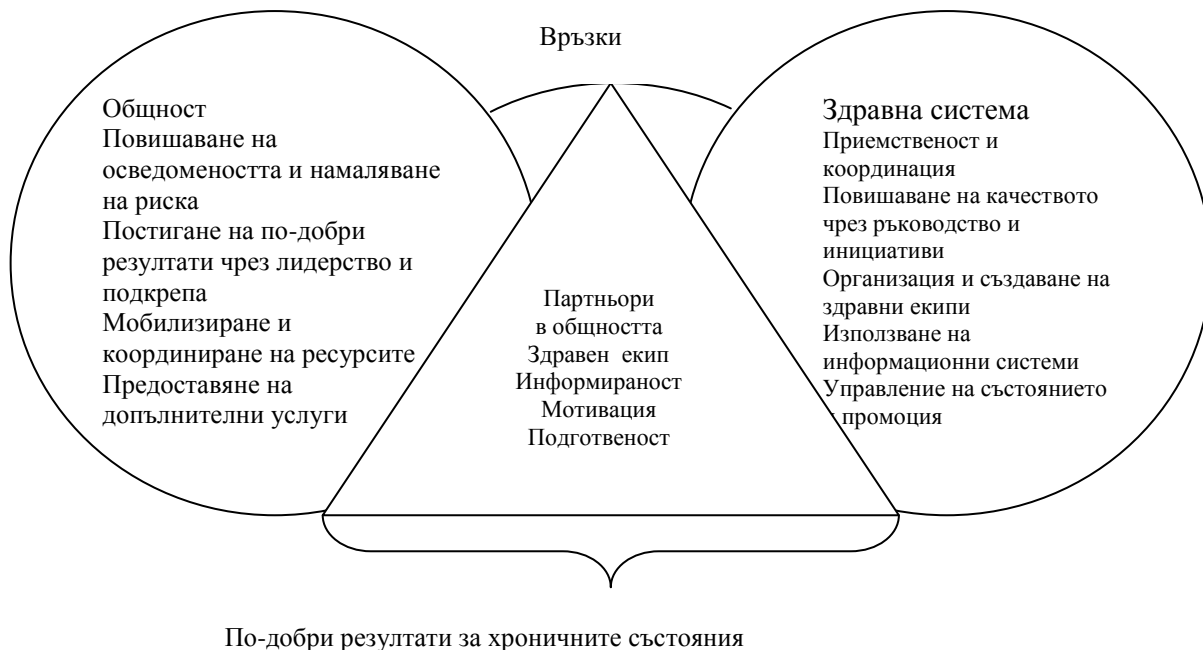 Връзки
Общност
Повишаване на
осведомеността и намаляване
на риска
Постигане на по-добри
резултати чрез лидерство и
подкрепа
Мобилизиране и
координиране на ресурсите
Предоставяне на
допълнителни услуги
Партньори
в общността
Здравен екип
Информираност
Мотивация
Подготвеност
Здравна система
Приемственост и
координация
Повишаване на качеството
чрез ръководство и
инициативи
Организация и създаване на
здравни екипи
Използване на
информационни системи
Управление на състоянието
промоция
По-добри резултати за хроничните състояния